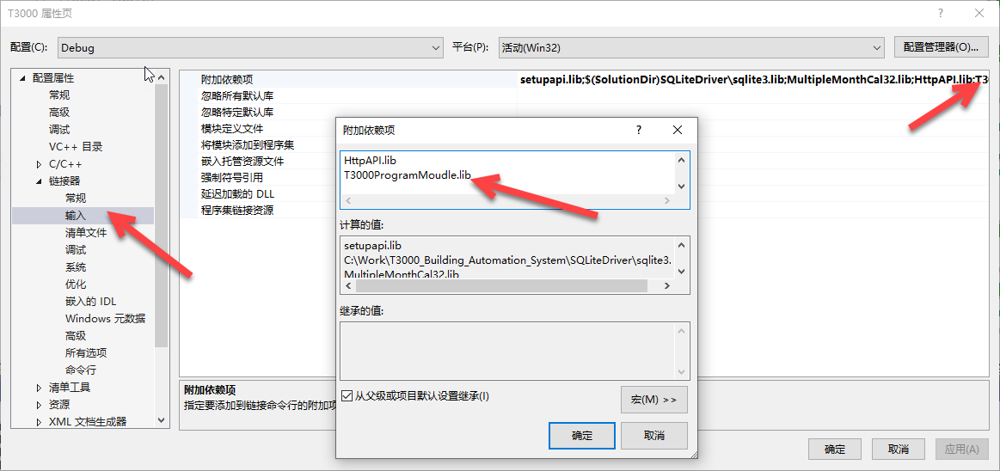 T3000 属性页
配置(C):
Debug
平台(P):
活动(Win32)
配置管理器(O)...
配置属性
常规
高级
调试
VC++ 目录
C/C++
链接器
常规
输入
清单文件
调试
系统
优化
嵌入的 IDL
Windows 元数据
高级
所有选项
命令行
清单工具
资源
XML 文档生成器
附加依赖项
setupapi.lib;$(SolutionDir)SQLiteDriver\sqlite3.lib;MultipleMonthCal32.lib;HttpAPI.lib;T3
忽略所有默认库
忽略特定默认库
模块定义文件
将模块添加到程序集
嵌入托管资源文件
强制符号引用
延迟加载的 DLL
程序集链接资源
附加依赖项
指定要添加到链接命令行的附加项
附加依赖项
HttpAPI.lib
T3000ProgramMoudle.lib
计算的值:
setupapi.lib
C:\Work\T3000_Building_Automation_System\SQLiteDriver\sqlite3.
MultipleMonthCal32.lib
继承的值:
从父级或项目默认设置继承(I)
宏(M) >>
确定
取消
确定
取消
应用(A)